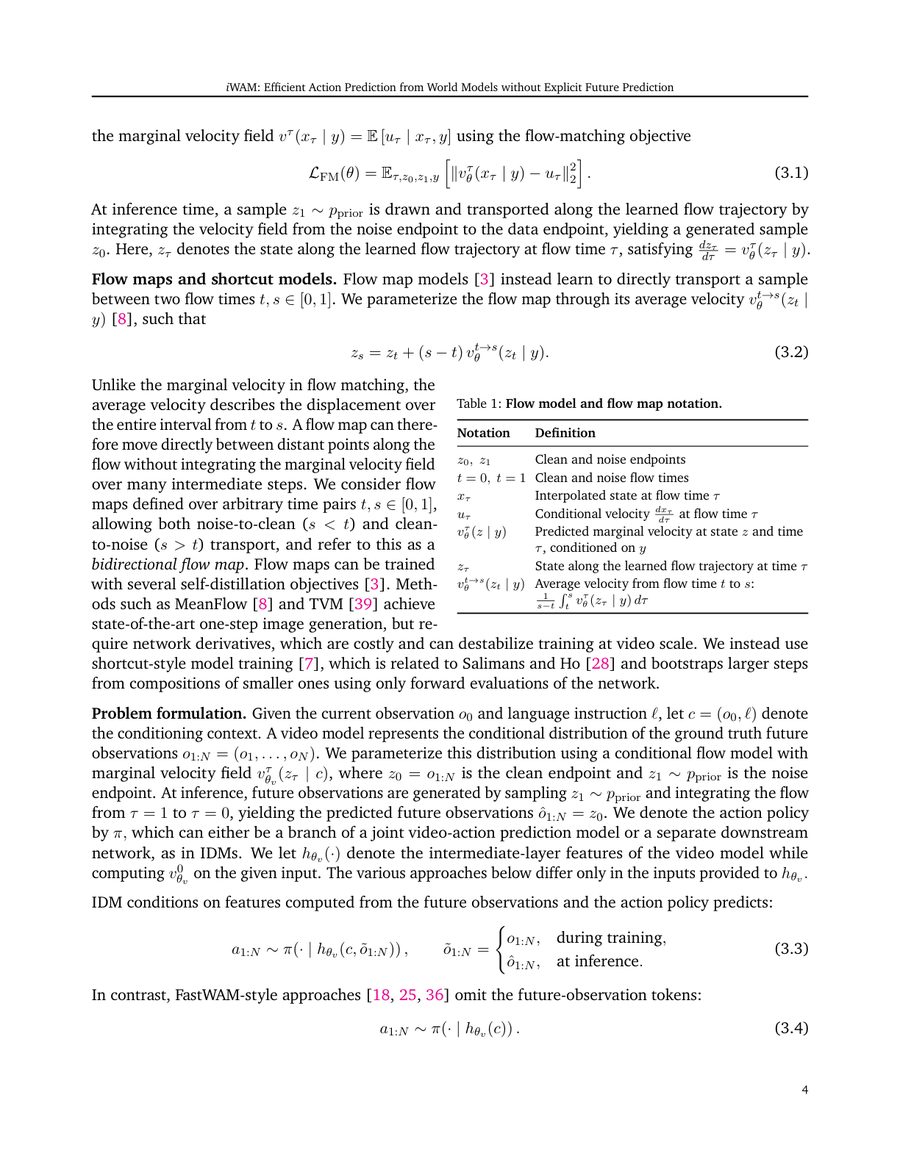 iWAM: Efficient Action Prediction from World Models without Explicit Future Prediction
the marginal velocity field v^τ(x_τ | y) = 𝔼 [u_τ | x_τ, y] using the flow-matching objective
ℒ_FM(θ) = 𝔼_{τ,z_0,z_1,y} [‖v_θ^τ(x_τ | y) − u_τ‖_2^2] . (3.1)
At inference time, a sample z_1 ∼ p_prior is drawn and transported along the learned flow trajectory by
integrating the velocity field from the noise endpoint to the data endpoint, yielding a generated sample
z_0. Here, z_τ denotes the state along the learned flow trajectory at flow time τ, satisfying dz_τ/dτ = v_θ^τ(z_τ | y).
Flow maps and shortcut models. Flow map models [3] instead learn to directly transport a sample
between two flow times t, s ∈ [0, 1]. We parameterize the flow map through its average velocity v_θ^{t→s}(z_t |
y) [8], such that
z_s = z_t + (s − t) v_θ^{t→s}(z_t | y). (3.2)
Unlike the marginal velocity in flow matching, the
average velocity describes the displacement over
the entire interval from t to s. A flow map can there-
fore move directly between distant points along the
flow without integrating the marginal velocity field
over many intermediate steps. We consider flow
maps defined over arbitrary time pairs t, s ∈ [0, 1],
allowing both noise-to-clean (s < t) and clean-
to-noise (s > t) transport, and refer to this as a
bidirectional flow map. Flow maps can be trained
with several self-distillation objectives [3]. Meth-
ods such as MeanFlow [8] and TVM [39] achieve
state-of-the-art one-step image generation, but re-
Table 1: Flow model and flow map notation.
Notation Definition
z_0, z_1 Clean and noise endpoints
t = 0, t = 1 Clean and noise flow times
x_τ Interpolated state at flow time τ
u_τ Conditional velocity dx_τ/dτ at flow time τ
v_θ^τ(z | y) Predicted marginal velocity at state z and time
τ, conditioned on y
z_τ State along the learned flow trajectory at time τ
v_θ^{t→s}(z_t | y) Average velocity from flow time t to s:
1/(s−t) ∫_t^s v_θ^τ(z_τ | y) dτ
quire network derivatives, which are costly and can destabilize training at video scale. We instead use
shortcut-style model training [7], which is related to Salimans and Ho [28] and bootstraps larger steps
from compositions of smaller ones using only forward evaluations of the network.
Problem formulation. Given the current observation o_0 and language instruction ℓ, let c = (o_0, ℓ) denote
the conditioning context. A video model represents the conditional distribution of the ground truth future
observations o_{1:N} = (o_1, . . . , o_N). We parameterize this distribution using a conditional flow model with
marginal velocity field v_{θ_v}^τ(z_τ | c), where z_0 = o_{1:N} is the clean endpoint and z_1 ∼ p_prior is the noise
endpoint. At inference, future observations are generated by sampling z_1 ∼ p_prior and integrating the flow
from τ = 1 to τ = 0, yielding the predicted future observations ô_{1:N} = z_0. We denote the action policy
by π, which can either be a branch of a joint video-action prediction model or a separate downstream
network, as in IDMs. We let h_{θ_v}(·) denote the intermediate-layer features of the video model while
computing v_{θ_v}^0 on the given input. The various approaches below differ only in the inputs provided to h_{θ_v}.
IDM conditions on features computed from the future observations and the action policy predicts:
a_{1:N} ∼ π(· | h_{θ_v}(c, õ_{1:N})) , õ_{1:N} = { o_{1:N}, during training,
ô_{1:N}, at inference. (3.3)
In contrast, FastWAM-style approaches [18, 25, 36] omit the future-observation tokens:
a_{1:N} ∼ π(· | h_{θ_v}(c)) . (3.4)
4